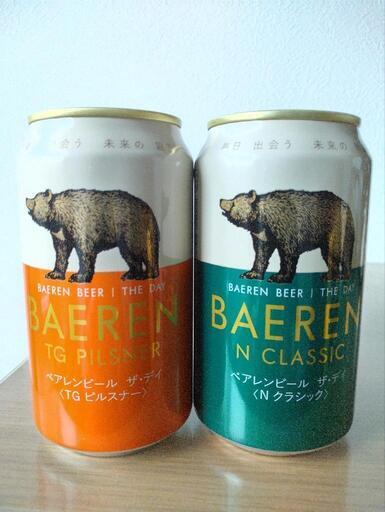 会う 未来の
BAEREN BEER | THE DAY
BAEREN
TG PILSNER
ベアレンビール ザ・デイ
〈TG ピルスナー〉
出会う 未来の
BAEREN BEER | THE DAY
BAEREN
N CLASSIC
ベアレンビール ザ・デイ
〈N クラシック〉